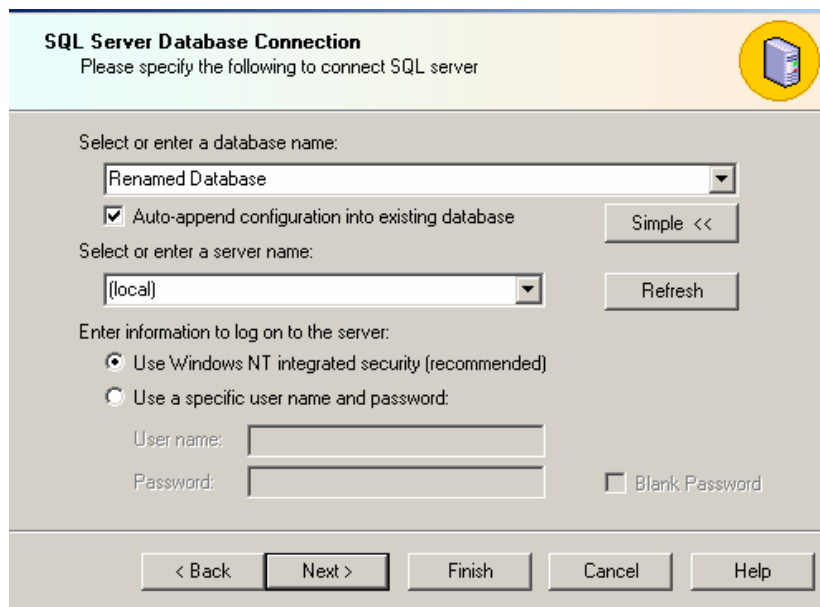 SQL Server Database Connection
Please specify the following to connect SQL server
Select or enter a database name:
Renamed Database
Auto-append configuration into existing database
Simple <<
Select or enter a server name:
(local)
Refresh
Enter information to log on to the server:
Use Windows NT integrated security (recommended)
Use a specific user name and password:
User name:
Password:
Blank Password
< Back
Next >
Finish
Cancel
Help